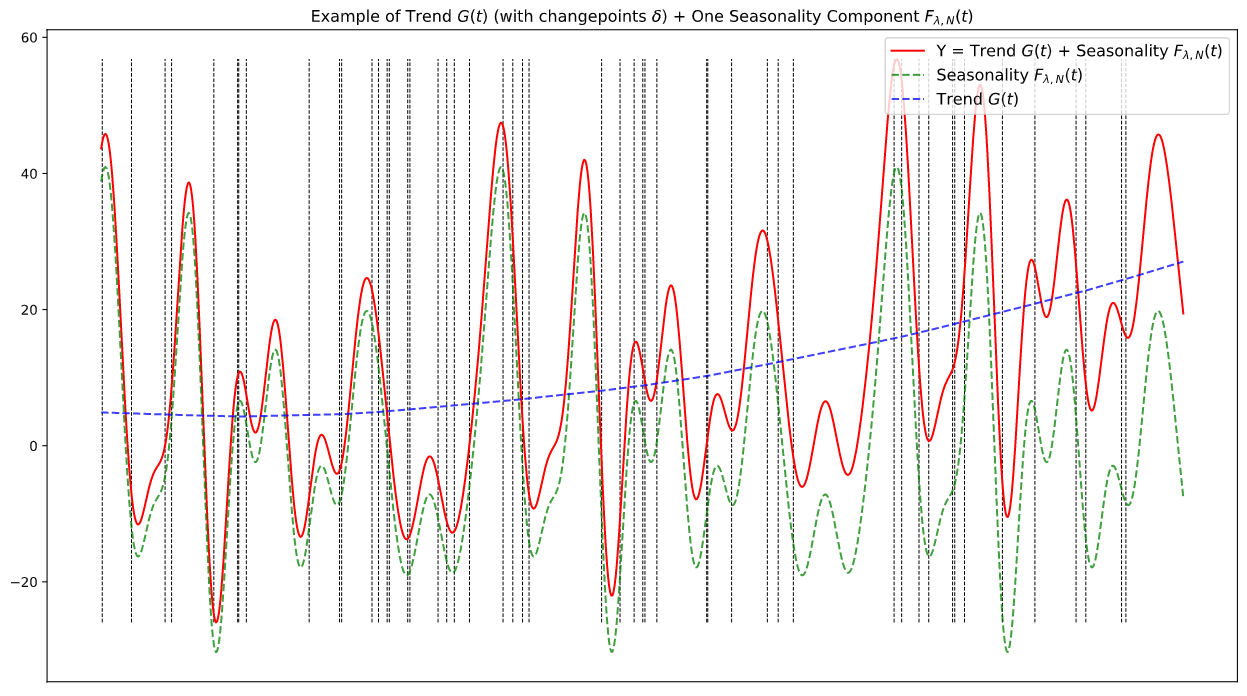 Example of Trend G(t) (with changepoints δ) + One Seasonality Component F_{λ,N}(t)
Y = Trend G(t) + Seasonality F_{λ,N}(t)
Seasonality F_{λ,N}(t)
Trend G(t)
60
40
20
0
−20